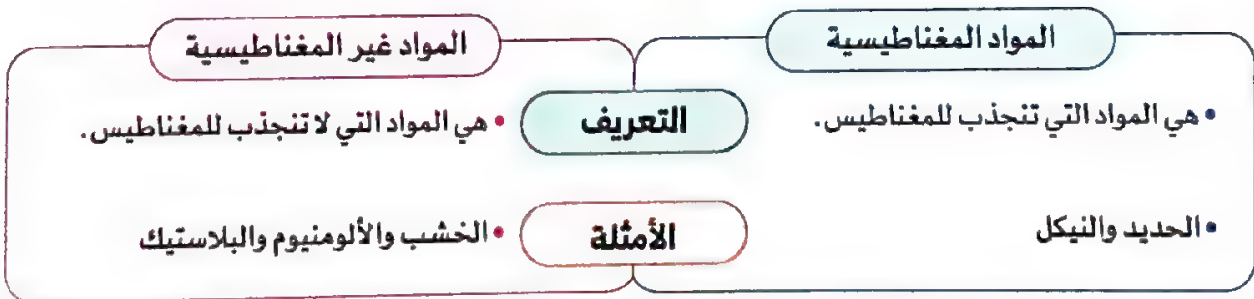 المواد المغناطيسية
المواد غير المغناطيسية
• هي المواد التي تنجذب للمغناطيس.
التعريف
• هي المواد التي لا تنجذب للمغناطيس.
• الحديد والنيكل
الأمثلة
• الخشب والألومنيوم والبلاستيك